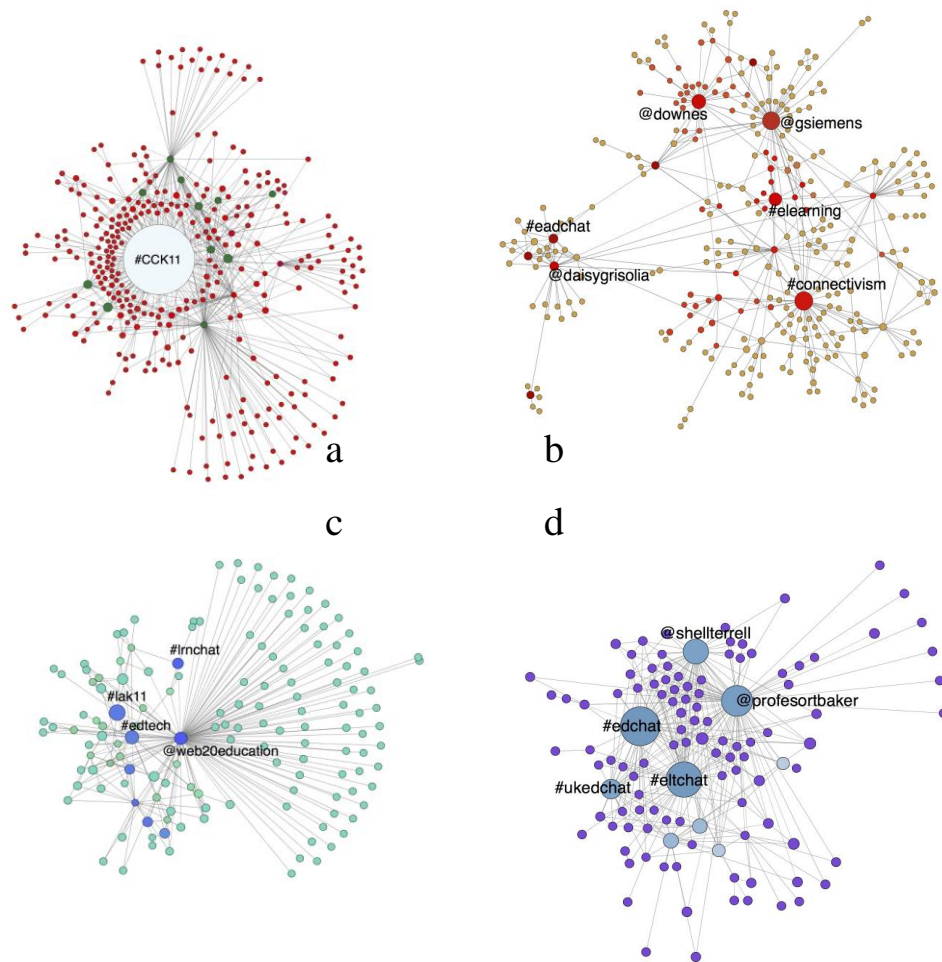 #CCK11
a
@downes
@gsiemens
#elearning
#eadchat
@daisygrisolia
#connectivism
b
c
#lrnchat
#lak11
#edtech
@web20education
d
@shellterrell
@profesortbaker
#edchat
#eltchat
#ukedchat